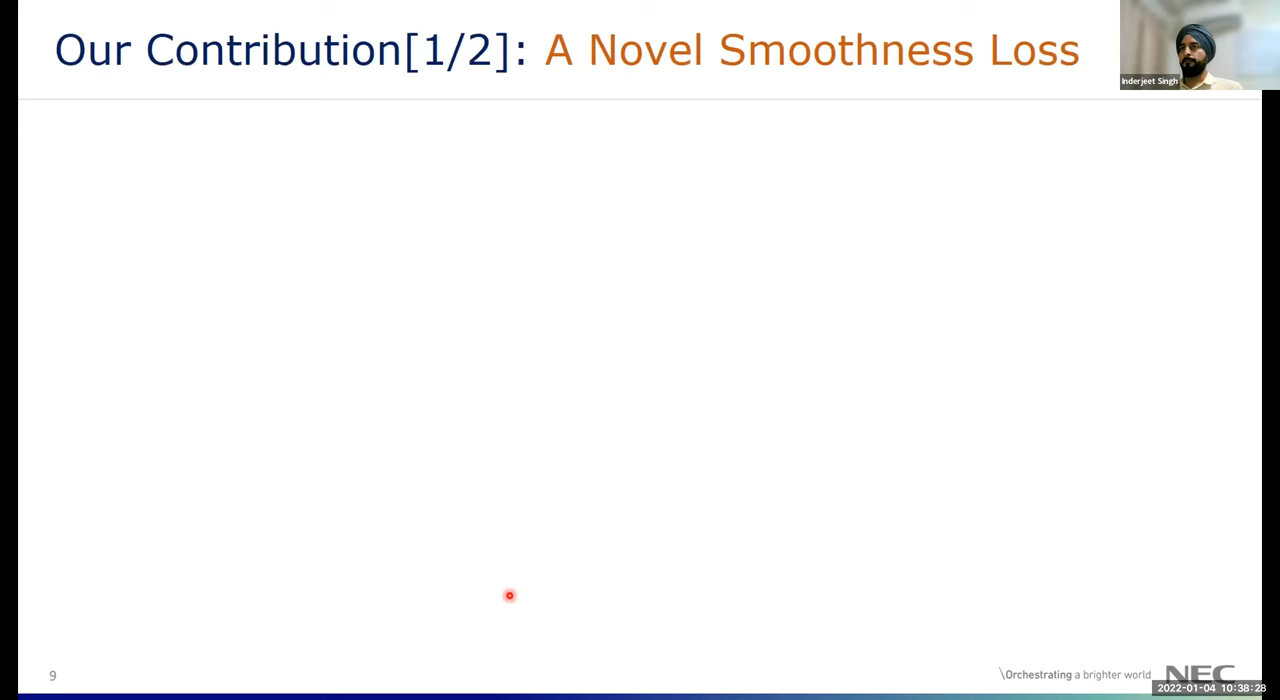 Our Contribution[1/2]: A Novel Smoothness Loss
Inderjeet Singh
9
\Orchestrating a brighter world NEC
2022-01-04 10:38:28